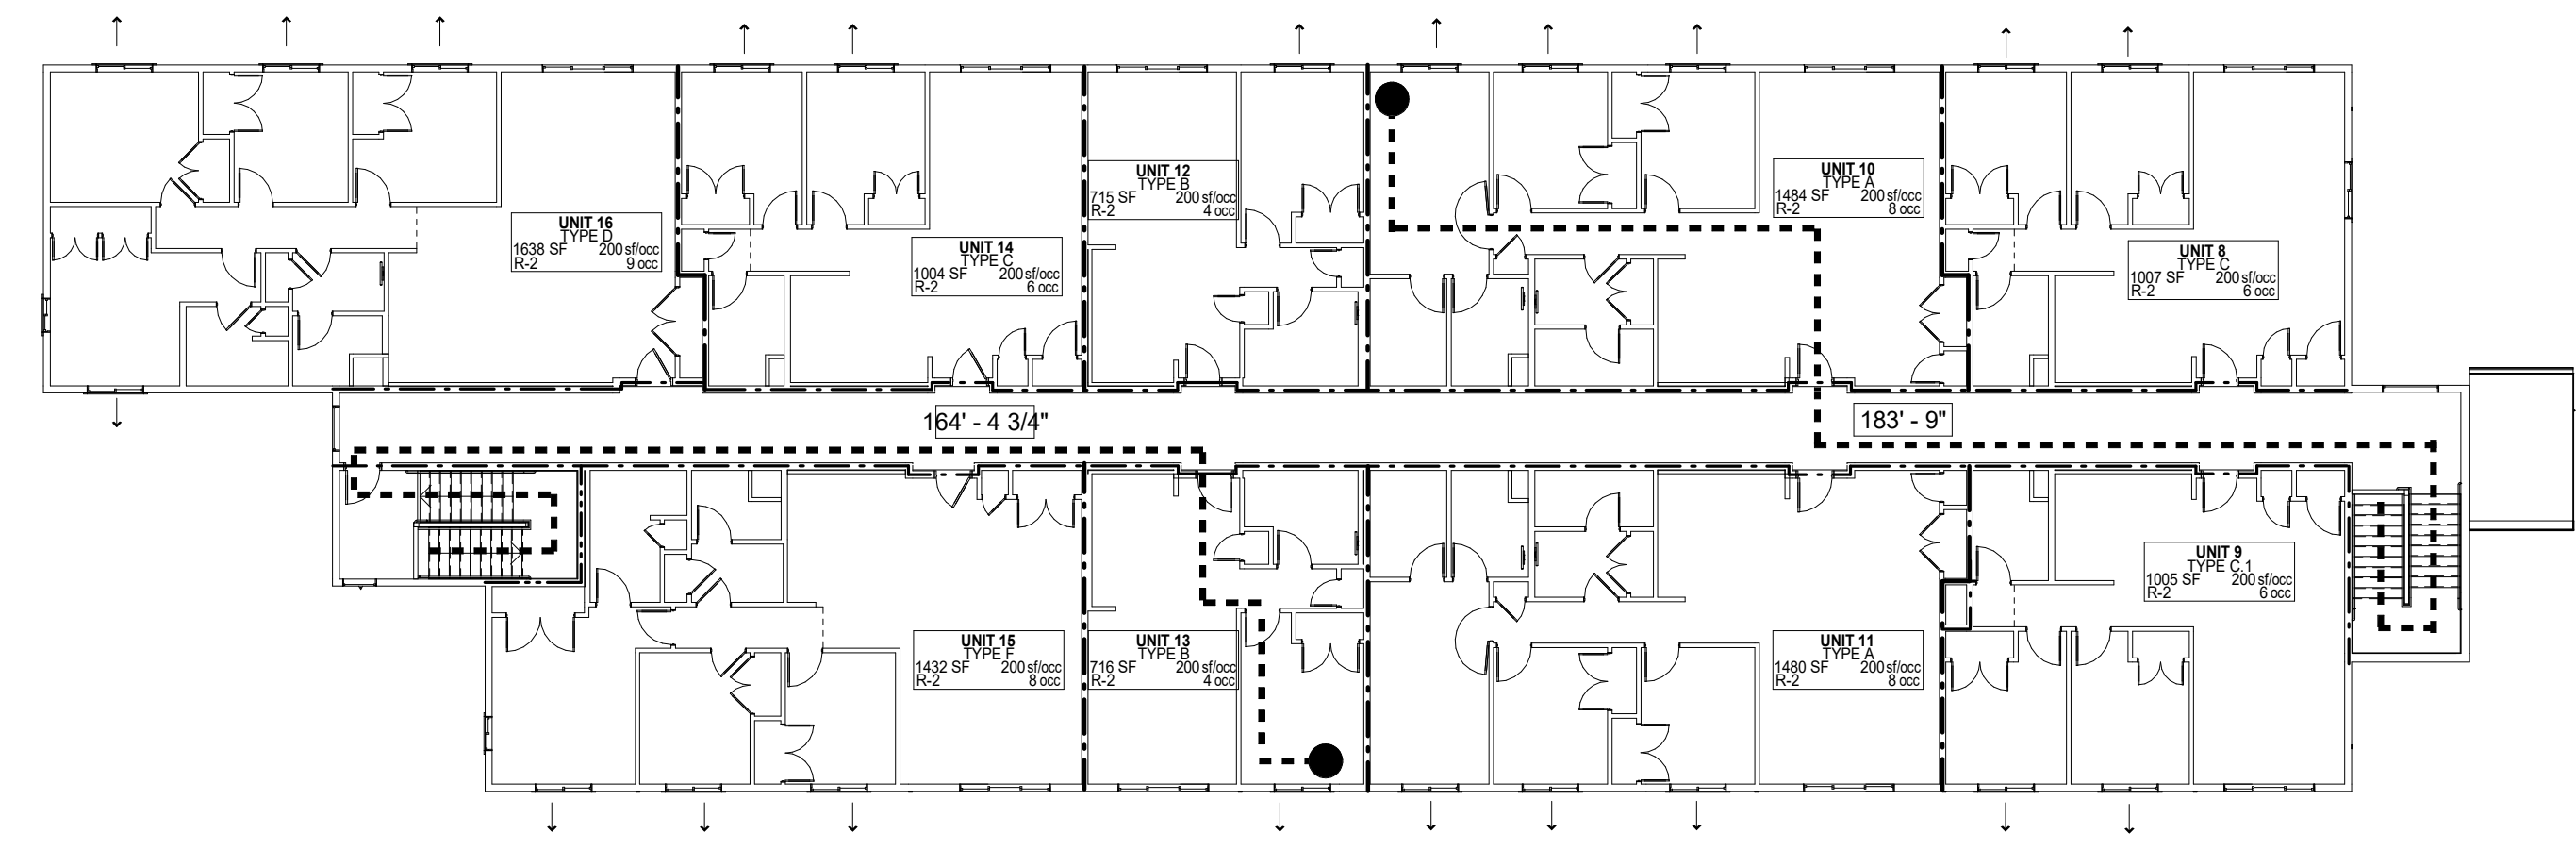 UNIT 16
TYPE D
1638 SF 200 sf/occ
R-2 9 occ
UNIT 14
TYPE C
1004 SF 200 sf/occ
R-2 6 occ
UNIT 12
TYPE B
715 SF 200 sf/occ
R-2 4 occ
UNIT 10
TYPE A
1484 SF 200 sf/occ
R-2 8 occ
UNIT 8
TYPE C
1007 SF 200 sf/occ
R-2 6 occ
164' - 4 3/4"
183' - 9"
UNIT 15
TYPE F
1432 SF 200 sf/occ
R-2 8 occ
UNIT 13
TYPE B
716 SF 200 sf/occ
R-2 4 occ
UNIT 11
TYPE A
1480 SF 200 sf/occ
R-2 8 occ
UNIT 9
TYPE C.1
1005 SF 200 sf/occ
R-2 6 occ